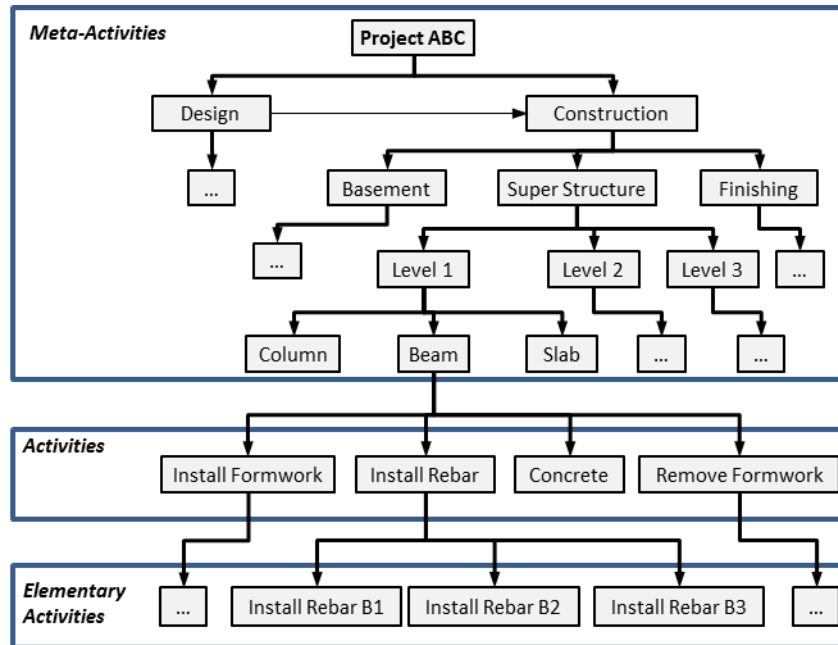 Meta-Activities
Project ABC
Design
Construction
...
Basement
Super Structure
Finishing
...
Level 1
Level 2
Level 3
...
Column
Beam
Slab
...
...
Activities
Install Formwork
Install Rebar
Concrete
Remove Formwork
Elementary
Activities
...
Install Rebar B1
Install Rebar B2
Install Rebar B3
...